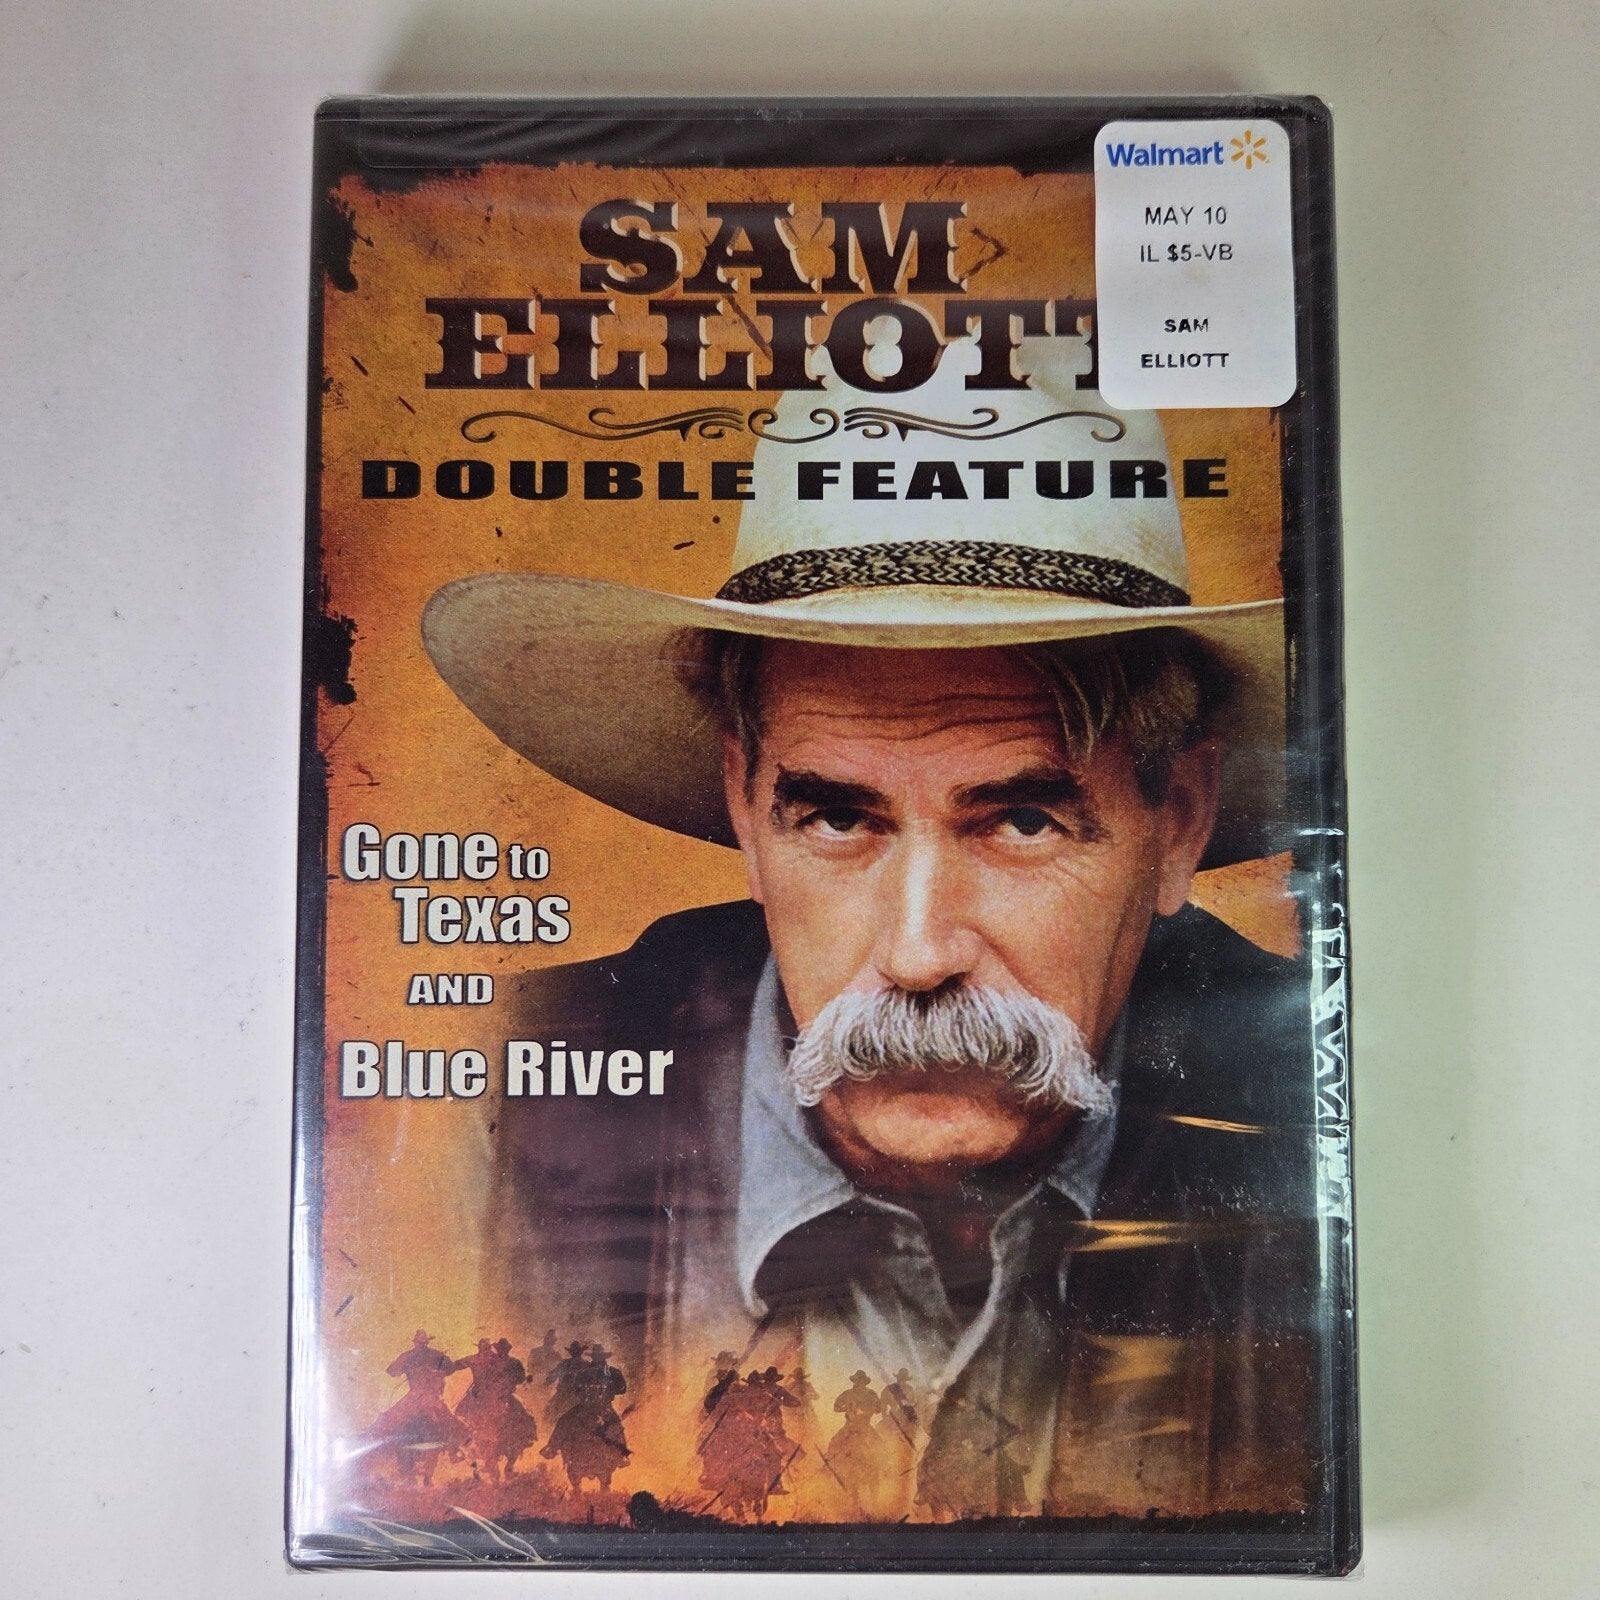 Walmart
MAY 10
IL $5-VB
SAM
ELLIOTT
SAM
ELLIOTT
DOUBLE FEATURE
Gone to
Texas
AND
Blue River